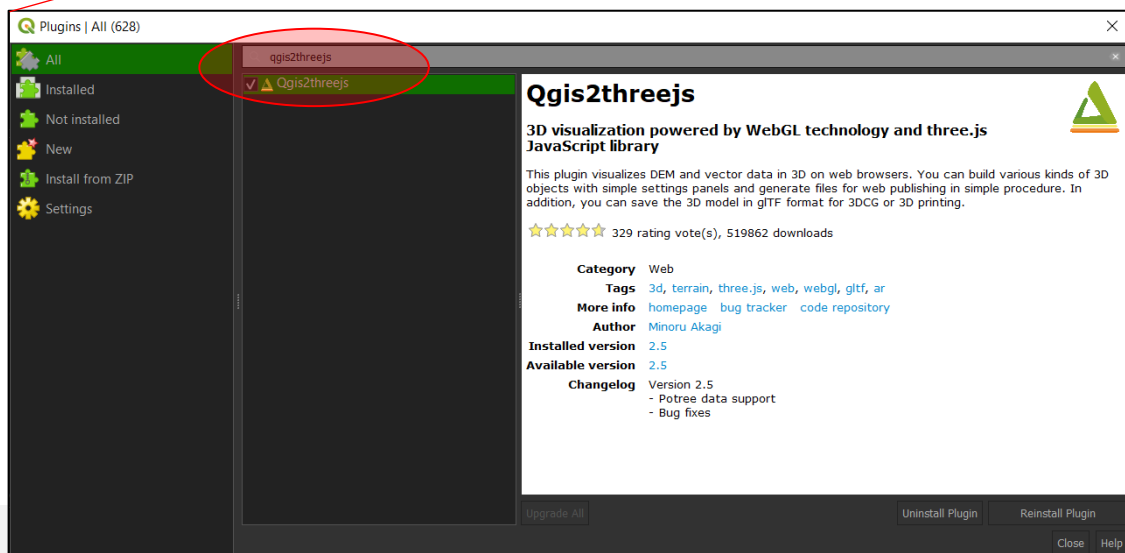 Plugins | All (628)
All
Installed
Not installed
New
Install from ZIP
Settings
qgis2threejs
Qgis2threejs
Qgis2threejs
3D visualization powered by WebGL technology and three.js
JavaScript library
This plugin visualizes DEM and vector data in 3D on web browsers. You can build various kinds of 3D
objects with simple settings panels and generate files for web publishing in simple procedure. In
addition, you can save the 3D model in glTF format for 3DCG or 3D printing.
329 rating vote(s), 519862 downloads
Category Web
Tags 3d, terrain, three.js, web, webgl, gltf, ar
More info homepage bug tracker code repository
Author Minoru Akagi
Installed version 2.5
Available version 2.5
Changelog Version 2.5
- Potree data support
- Bug fixes
Upgrade All
Uninstall Plugin
Reinstall Plugin
Close
Help